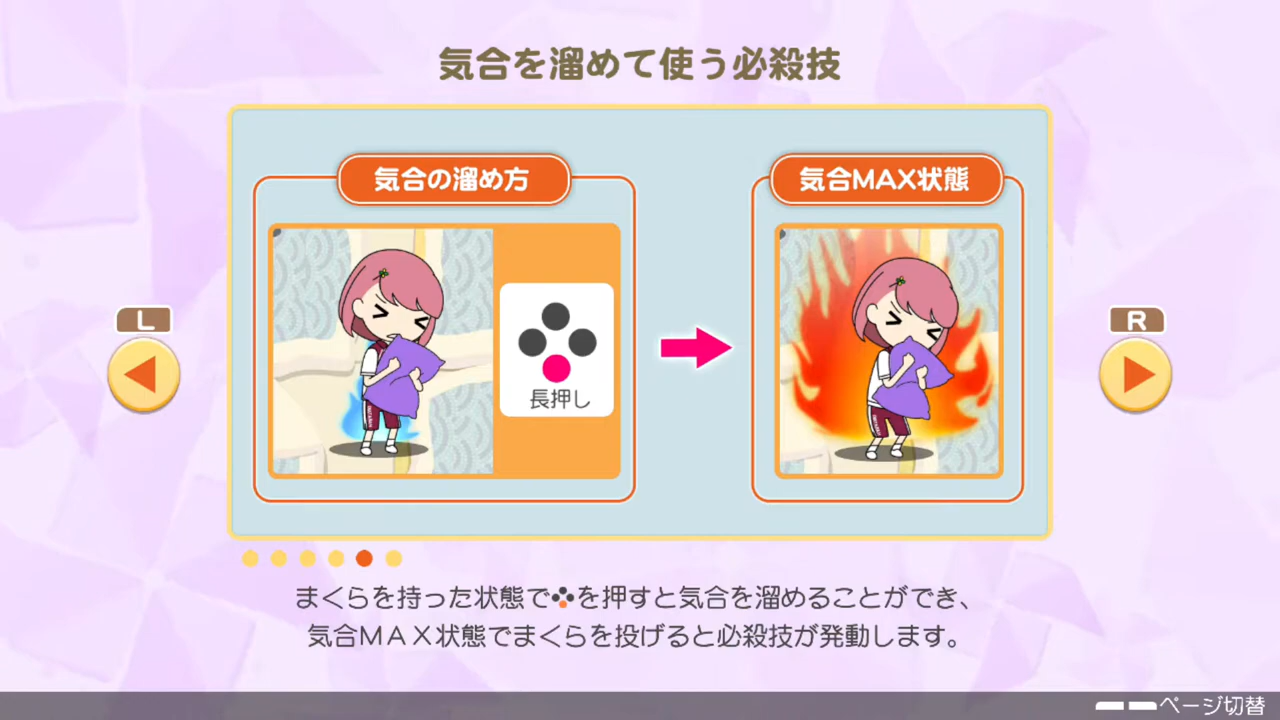 気合を溜めて使う必殺技
気合の溜め方
気合MAX状態
長押し
L
R
まくらを持った状態でを押すと気合を溜めることができ、
気合ＭＡＸ状態でまくらを投げると必殺技が発動します。
ページ切替